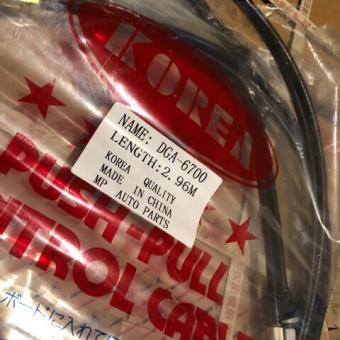 KOREX
NAME: DGA-6700
LENGTH:2.96M
KOREA QUALITY
MADE IN CHINA
MP AUTO PARTS
PUSH-PULL
NTROL CABLE
ボードに入れて